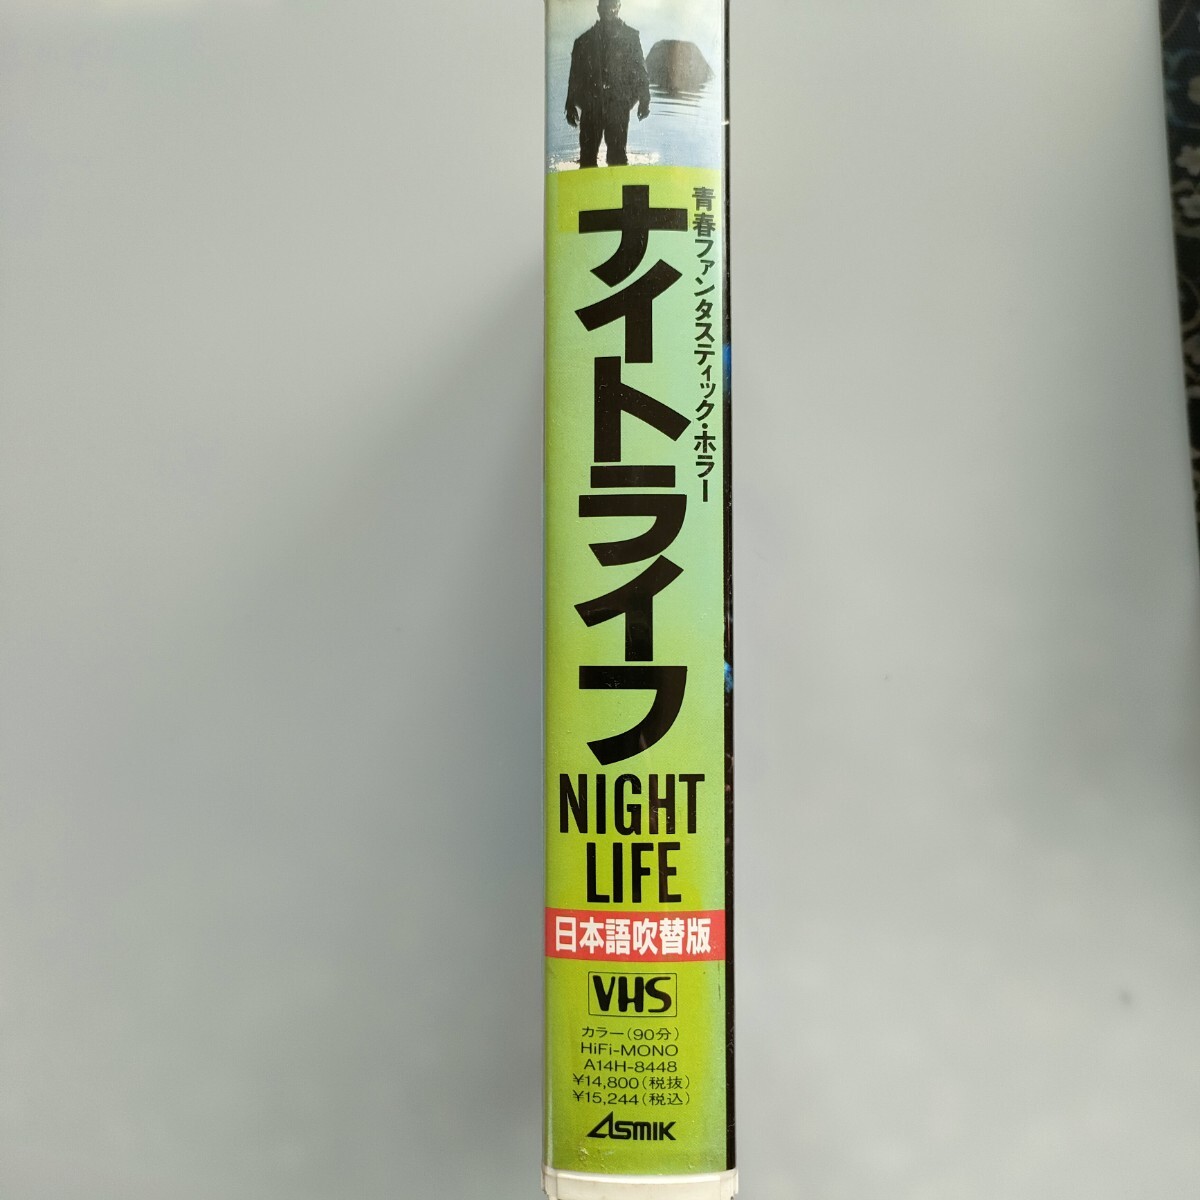 青春ファンタスティック・ホラー
ナイトライフ
NIGHT
LIFE
日本語吹替版
VHS
カラー(90分)
HiFi-MONO
A14H-8448
¥14,800(税抜)
¥15,244(税込)
ASMIK